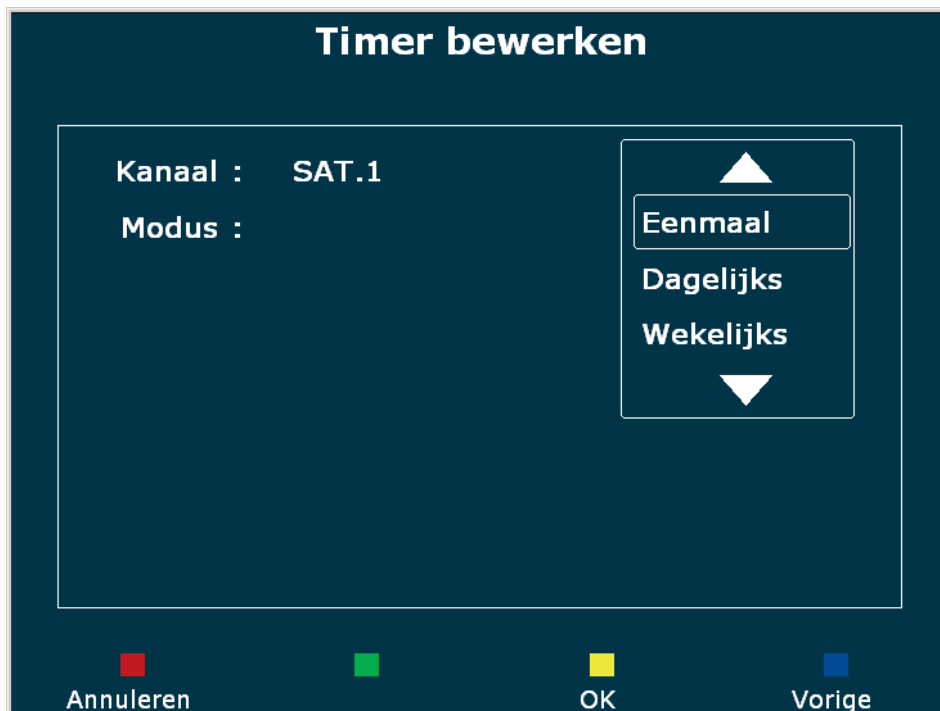 Timer bewerken
Kanaal : SAT.1
Modus :
Eenmaal
Dagelijks
Wekelijks
Annuleren OK Vorige